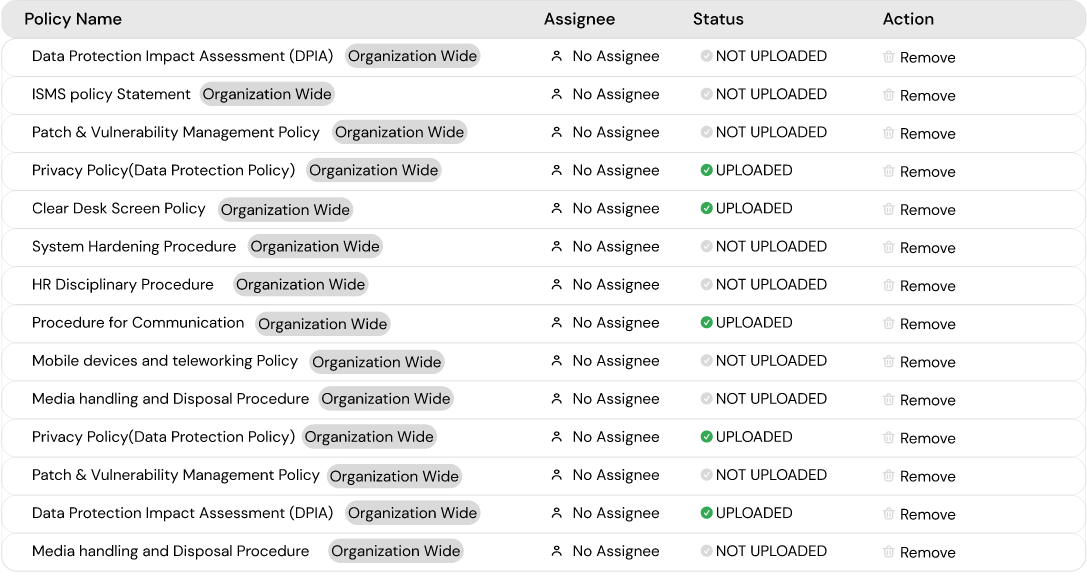 Policy Name Assignee Status Action
Data Protection Impact Assessment (DPIA) Organization Wide No Assignee NOT UPLOADED Remove
ISMS policy Statement Organization Wide No Assignee NOT UPLOADED Remove
Patch & Vulnerability Management Policy Organization Wide No Assignee NOT UPLOADED Remove
Privacy Policy(Data Protection Policy) Organization Wide No Assignee UPLOADED Remove
Clear Desk Screen Policy Organization Wide No Assignee UPLOADED Remove
System Hardening Procedure Organization Wide No Assignee NOT UPLOADED Remove
HR Disciplinary Procedure Organization Wide No Assignee NOT UPLOADED Remove
Procedure for Communication Organization Wide No Assignee UPLOADED Remove
Mobile devices and teleworking Policy Organization Wide No Assignee NOT UPLOADED Remove
Media handling and Disposal Procedure Organization Wide No Assignee NOT UPLOADED Remove
Privacy Policy(Data Protection Policy) Organization Wide No Assignee UPLOADED Remove
Patch & Vulnerability Management Policy Organization Wide No Assignee NOT UPLOADED Remove
Data Protection Impact Assessment (DPIA) Organization Wide No Assignee UPLOADED Remove
Media handling and Disposal Procedure Organization Wide No Assignee NOT UPLOADED Remove